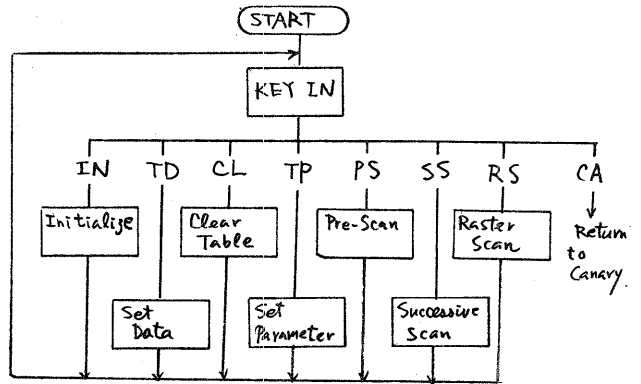 START
KEY IN
IN TD CL TP PS SS RS CA
Initialize
Clear
Table
Pre-Scan
Raster
Scan
Return
to
Canary.
Set
Data
Set
Parameter
Successive
Scan